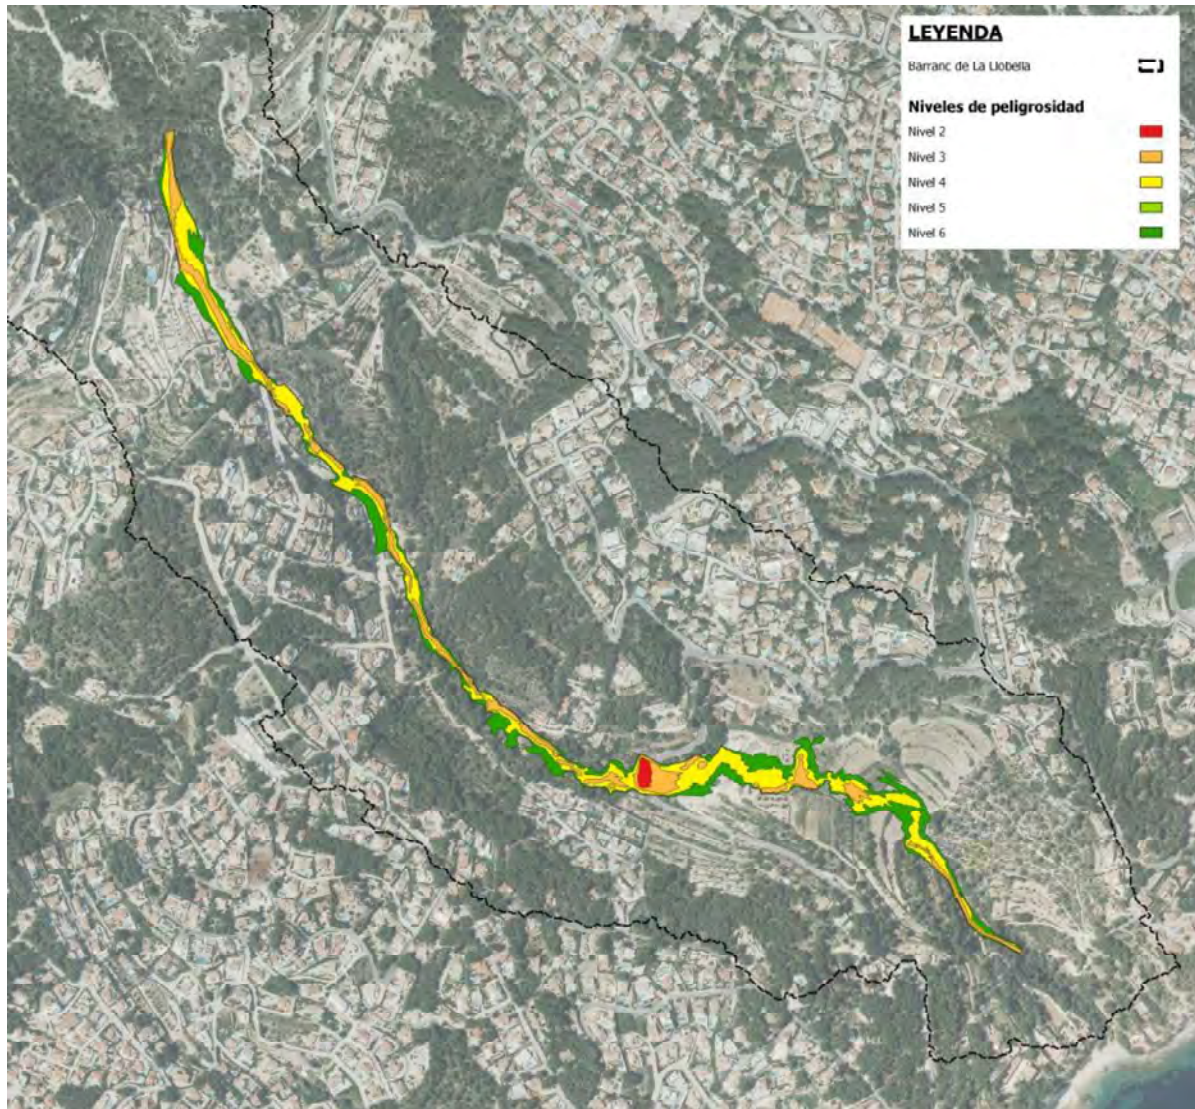 LEYENDA
Barranc de La Llobella
Niveles de peligrosidad
Nivel 2
Nivel 3
Nivel 4
Nivel 5
Nivel 6